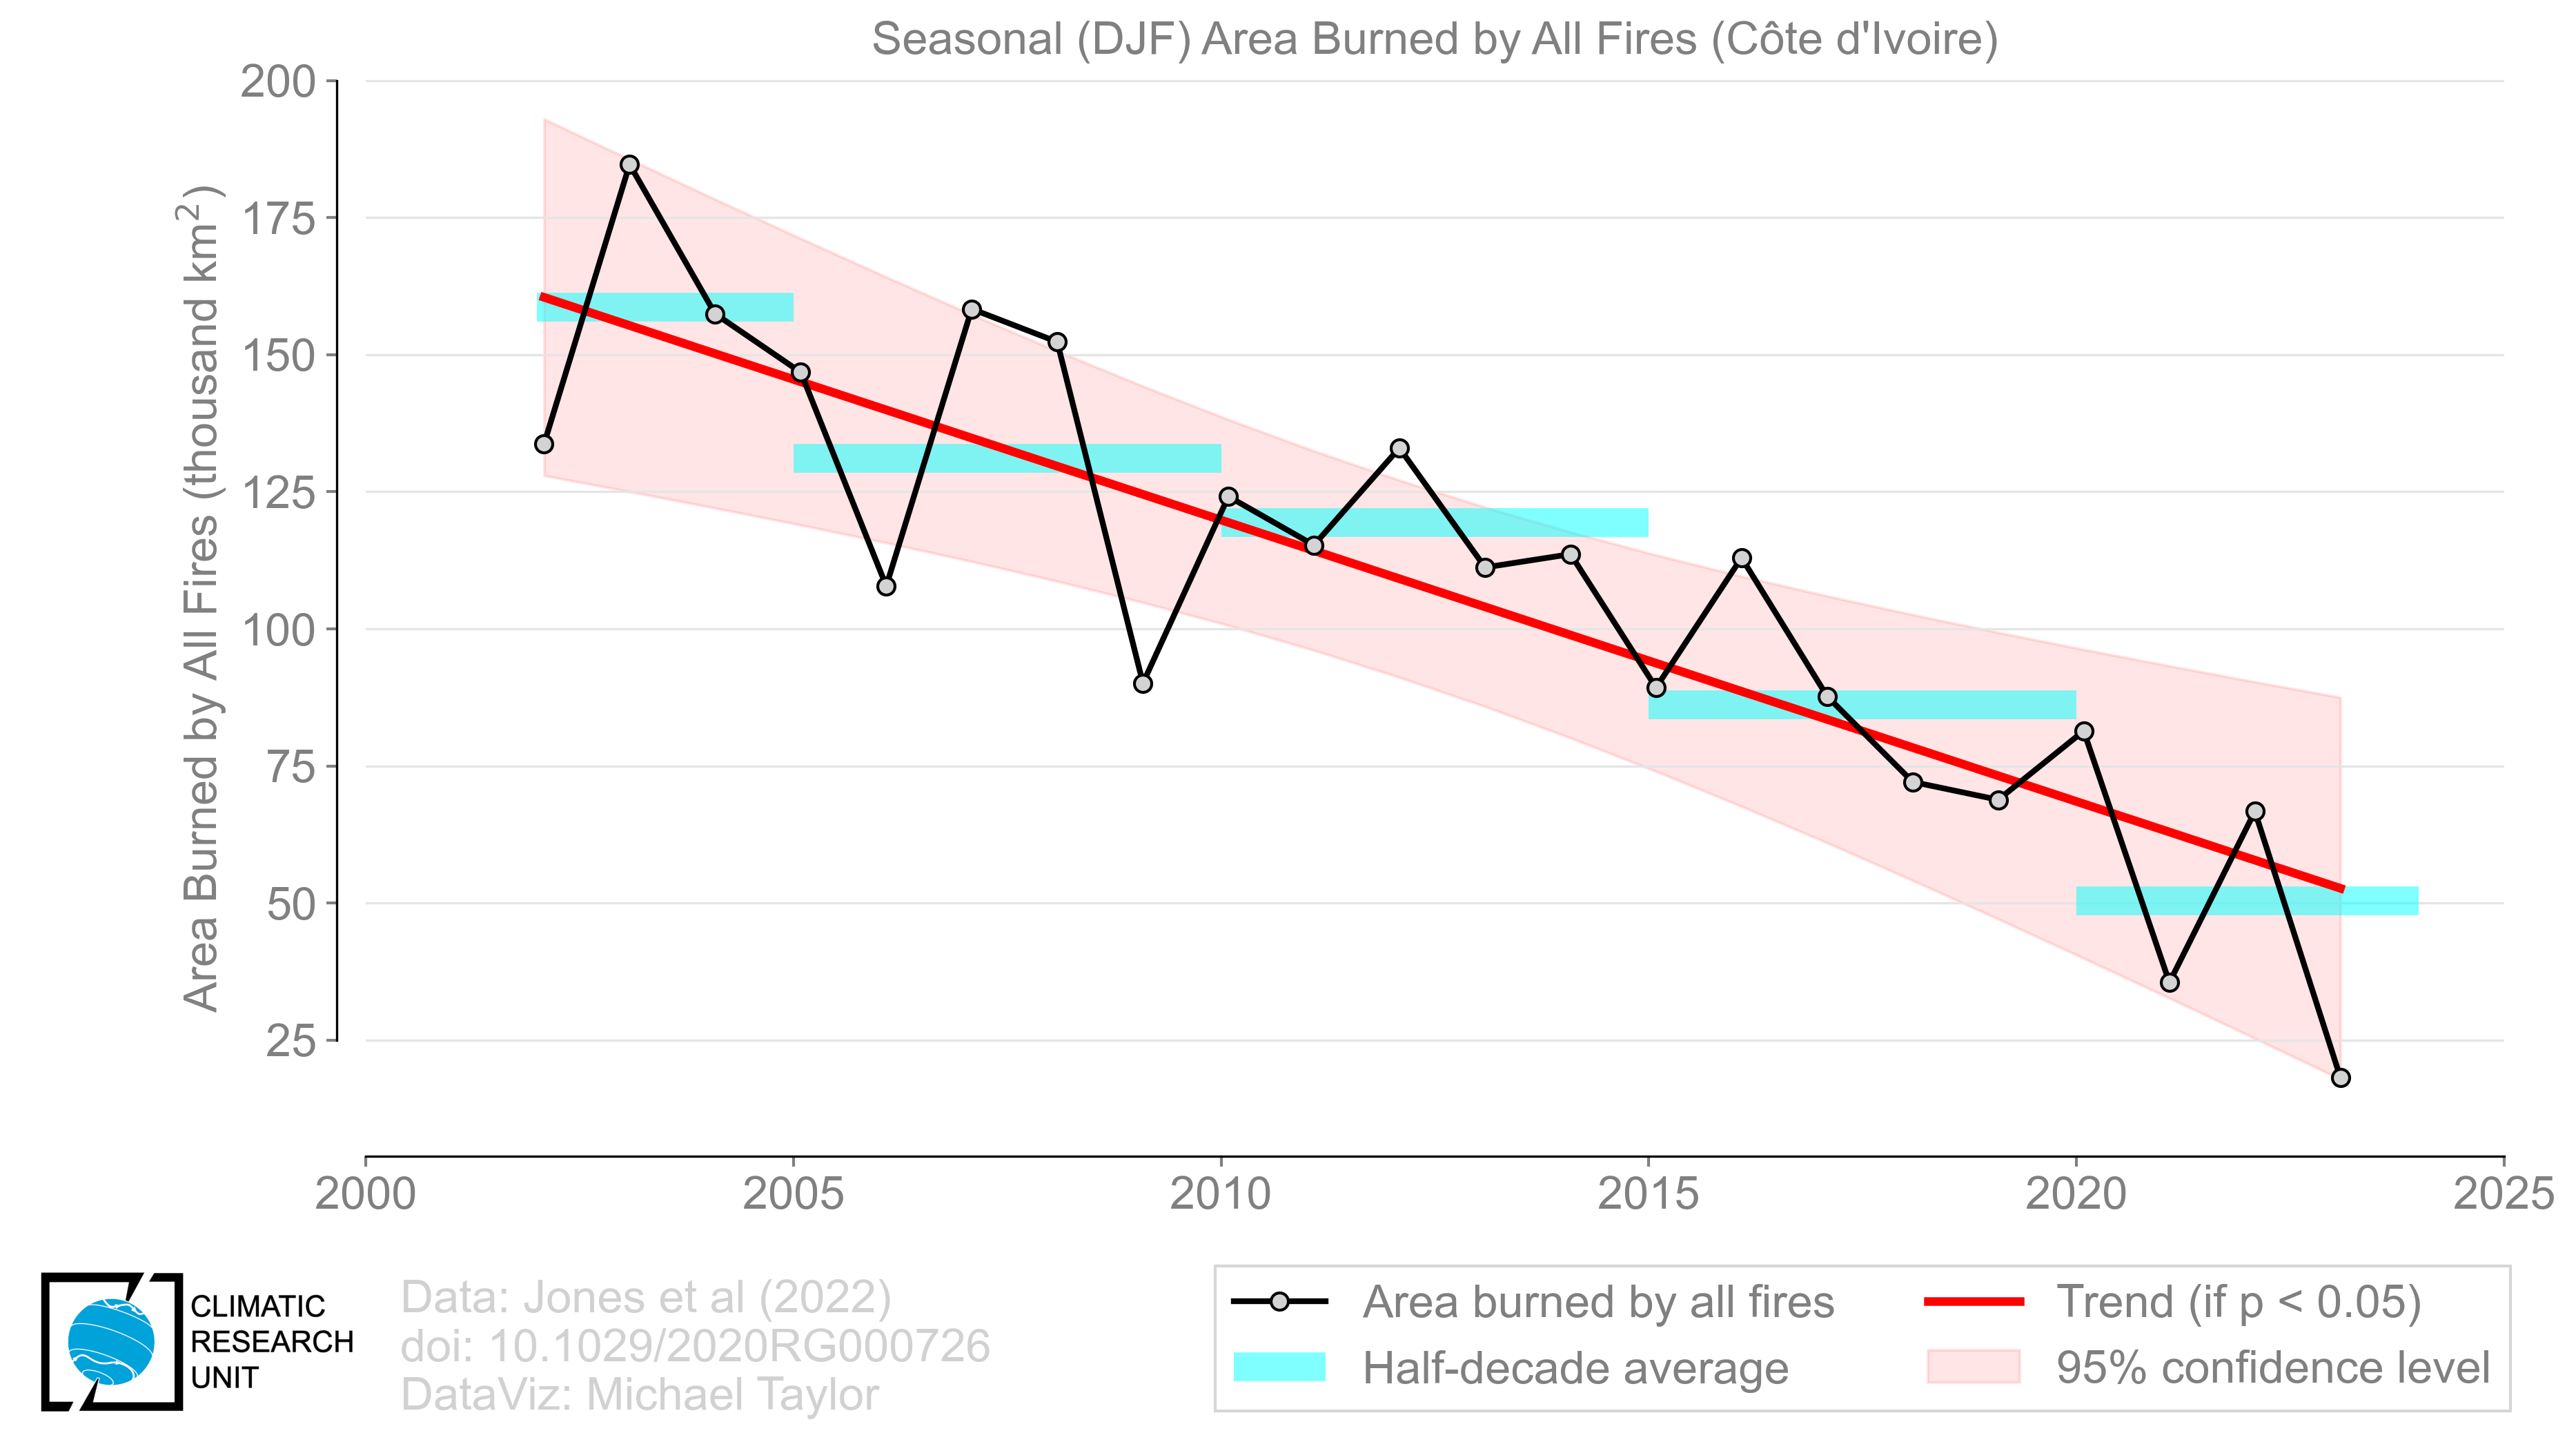 Seasonal (DJF) Area Burned by All Fires (Côte d'Ivoire)
Area Burned by All Fires (thousand km²)
200
175
150
125
100
75
50
25
2000
2005
2010
2015
2020
2025
CLIMATIC
RESEARCH
UNIT
Data: Jones et al (2022)
doi: 10.1029/2020RG000726
DataViz: Michael Taylor
Area burned by all fires
Half-decade average
Trend (if p < 0.05)
95% confidence level